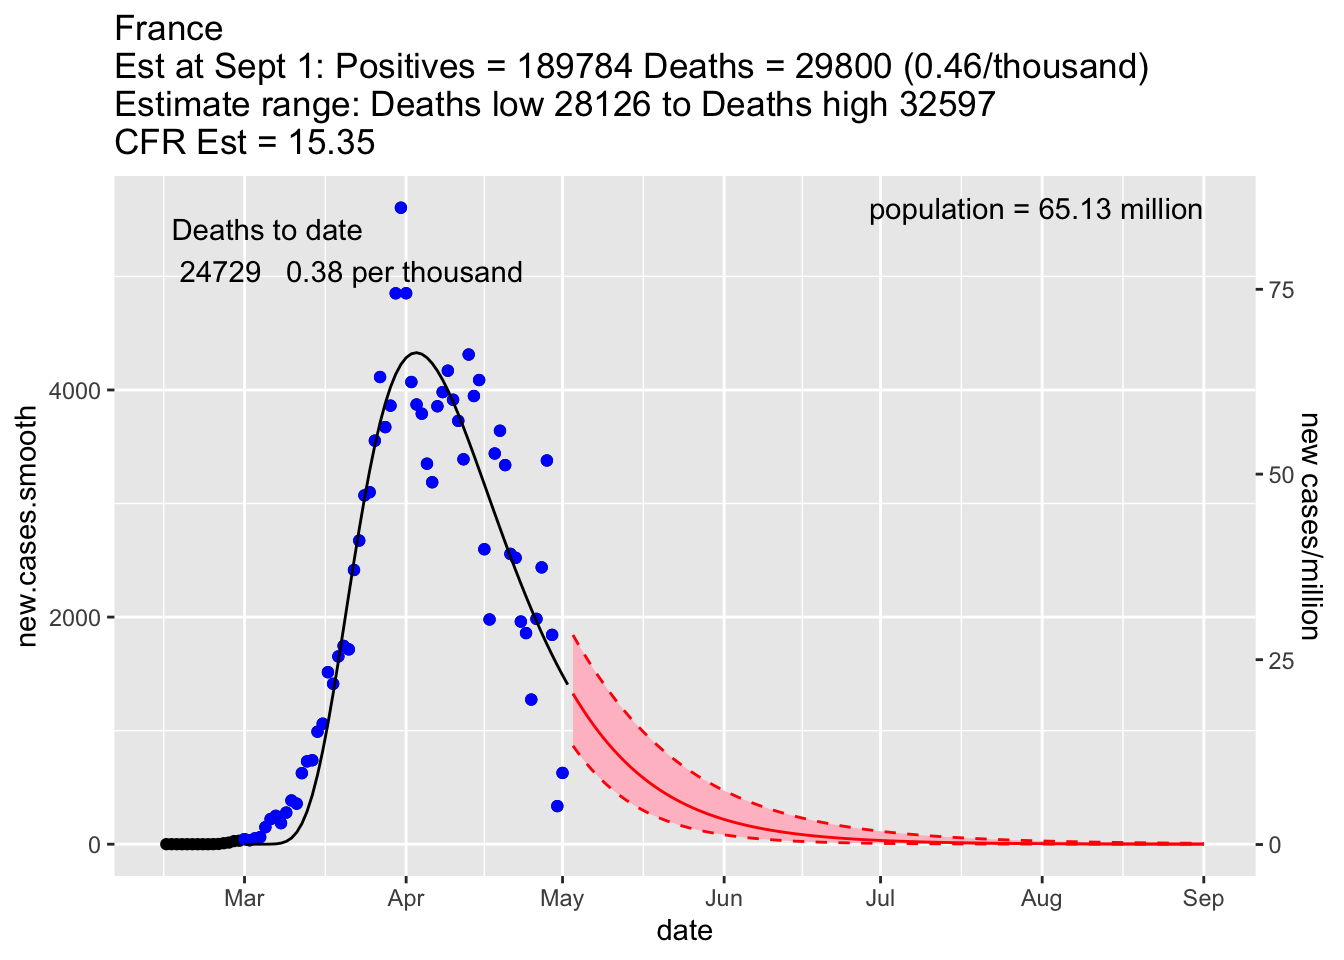 France
Est at Sept 1: Positives = 189784 Deaths = 29800 (0.46/thousand)
Estimate range: Deaths low 28126 to Deaths high 32597
CFR Est = 15.35
population = 65.13 million
Deaths to date
24729 0.38 per thousand
new.cases.smooth
4000
2000
0
75
50
25
0
new cases/million
Mar Apr May Jun Jul Aug Sep
date